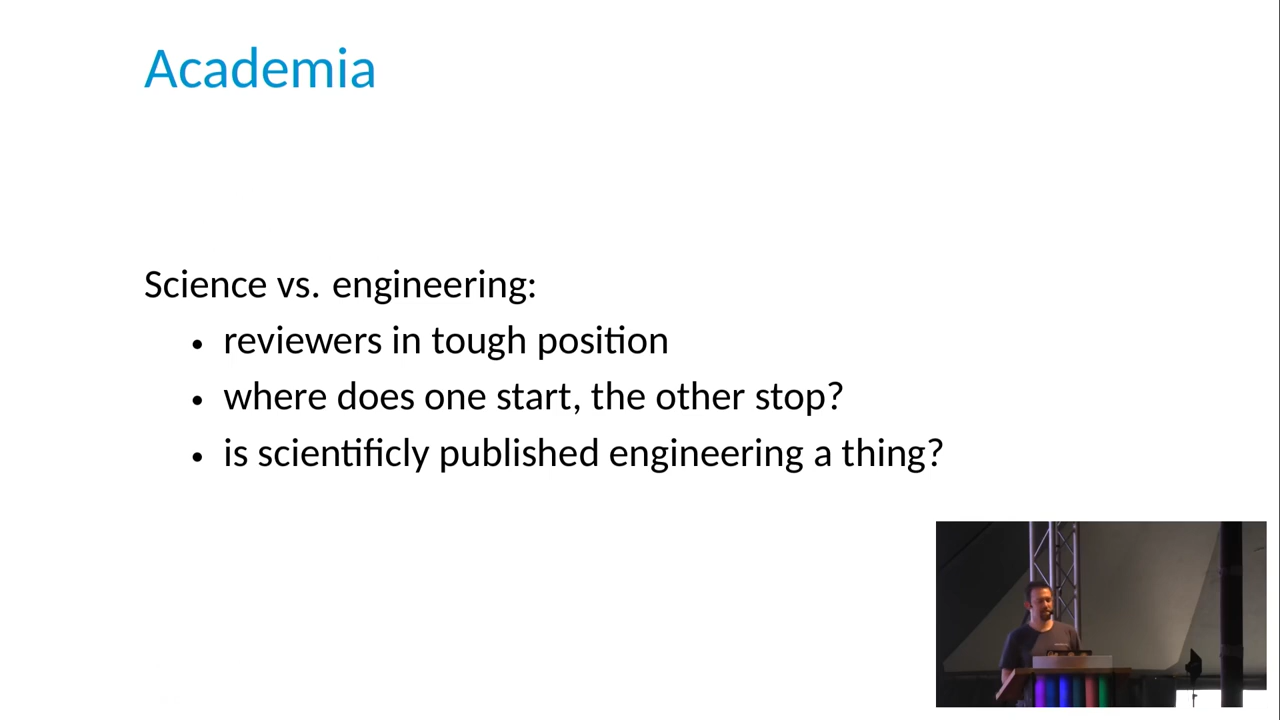 Academia
Science vs. engineering:
• reviewers in tough position
• where does one start, the other stop?
• is scientificly published engineering a thing?